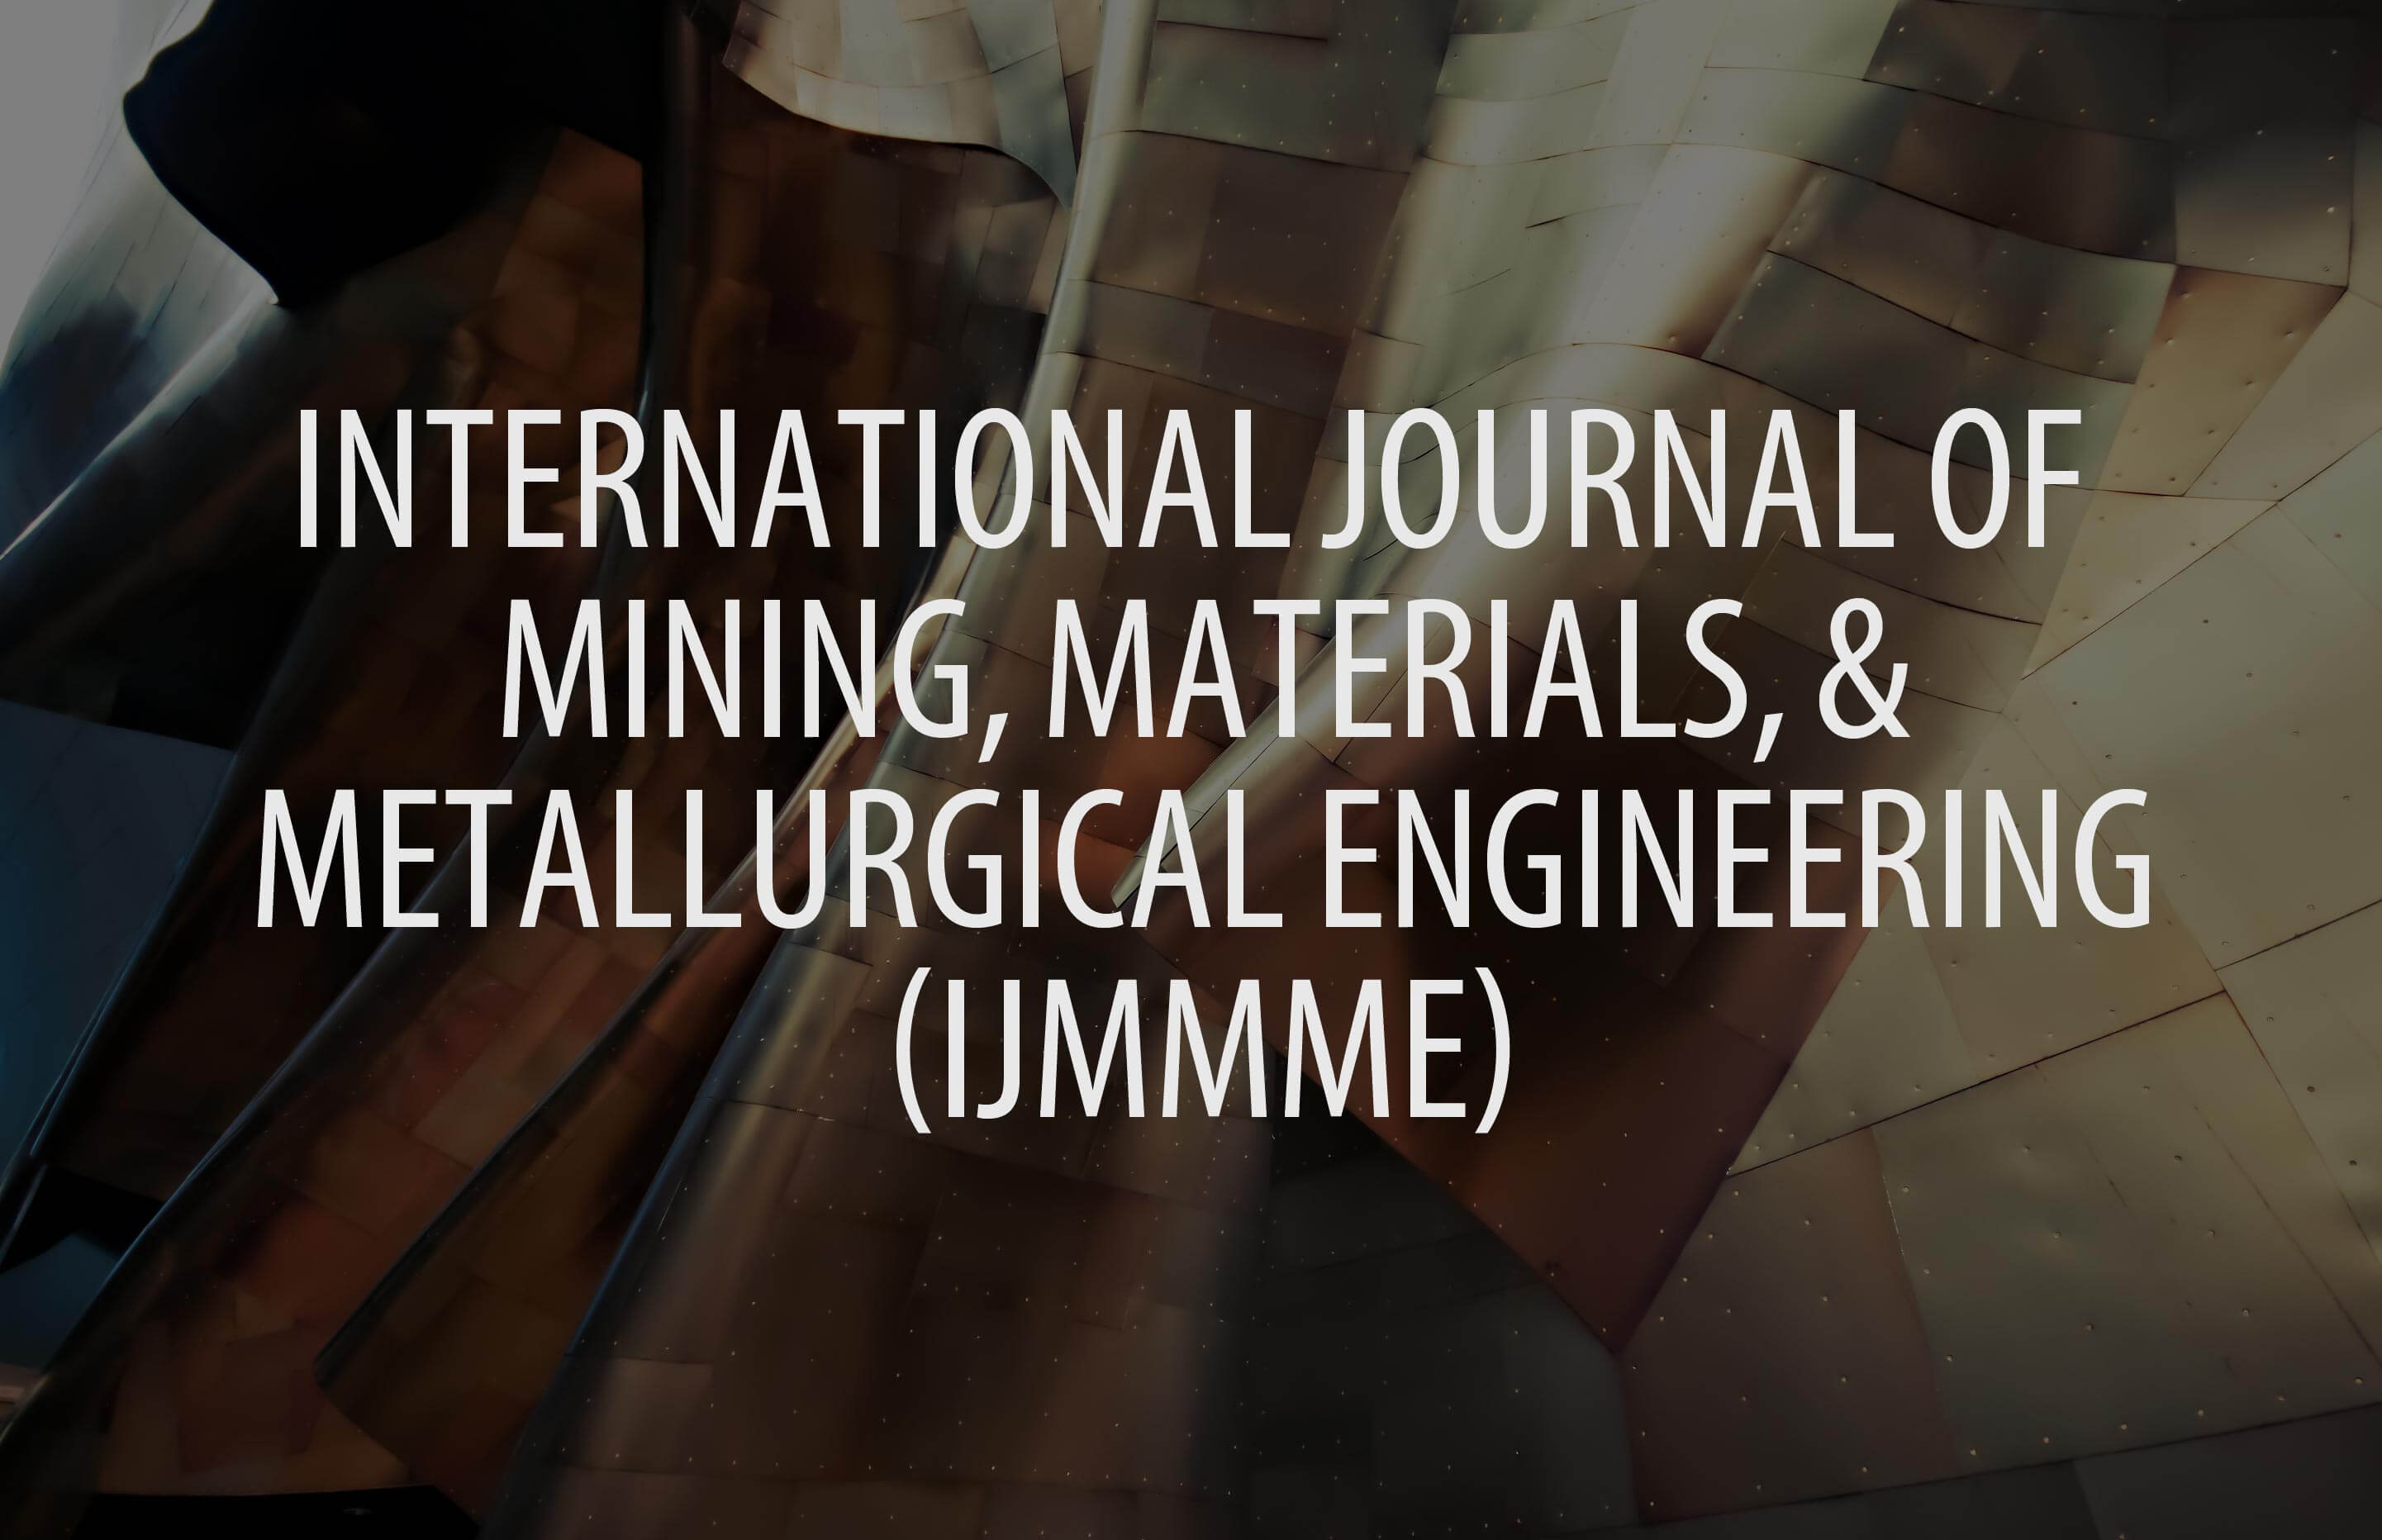 INTERNATIONAL JOURNAL OF
MINING, MATERIALS, &
METALLURGICAL ENGINEERING
(IJMMME)